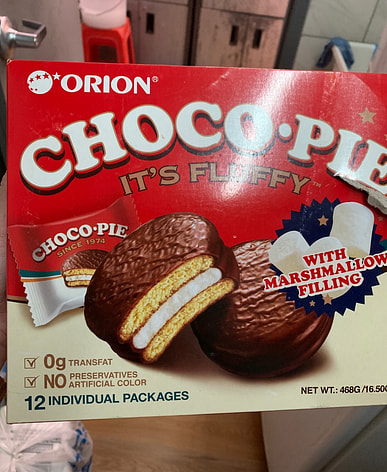 ORION®
CHOCO·PIE
IT'S FLUFFY™
CHOCO·PIE
SINCE 1974
WITH
MARSHMALLOW
FILLING
0g TRANSFAT
NO PRESERVATIVES
ARTIFICIAL COLOR
12 INDIVIDUAL PACKAGES
NET WT.: 468G/16.50